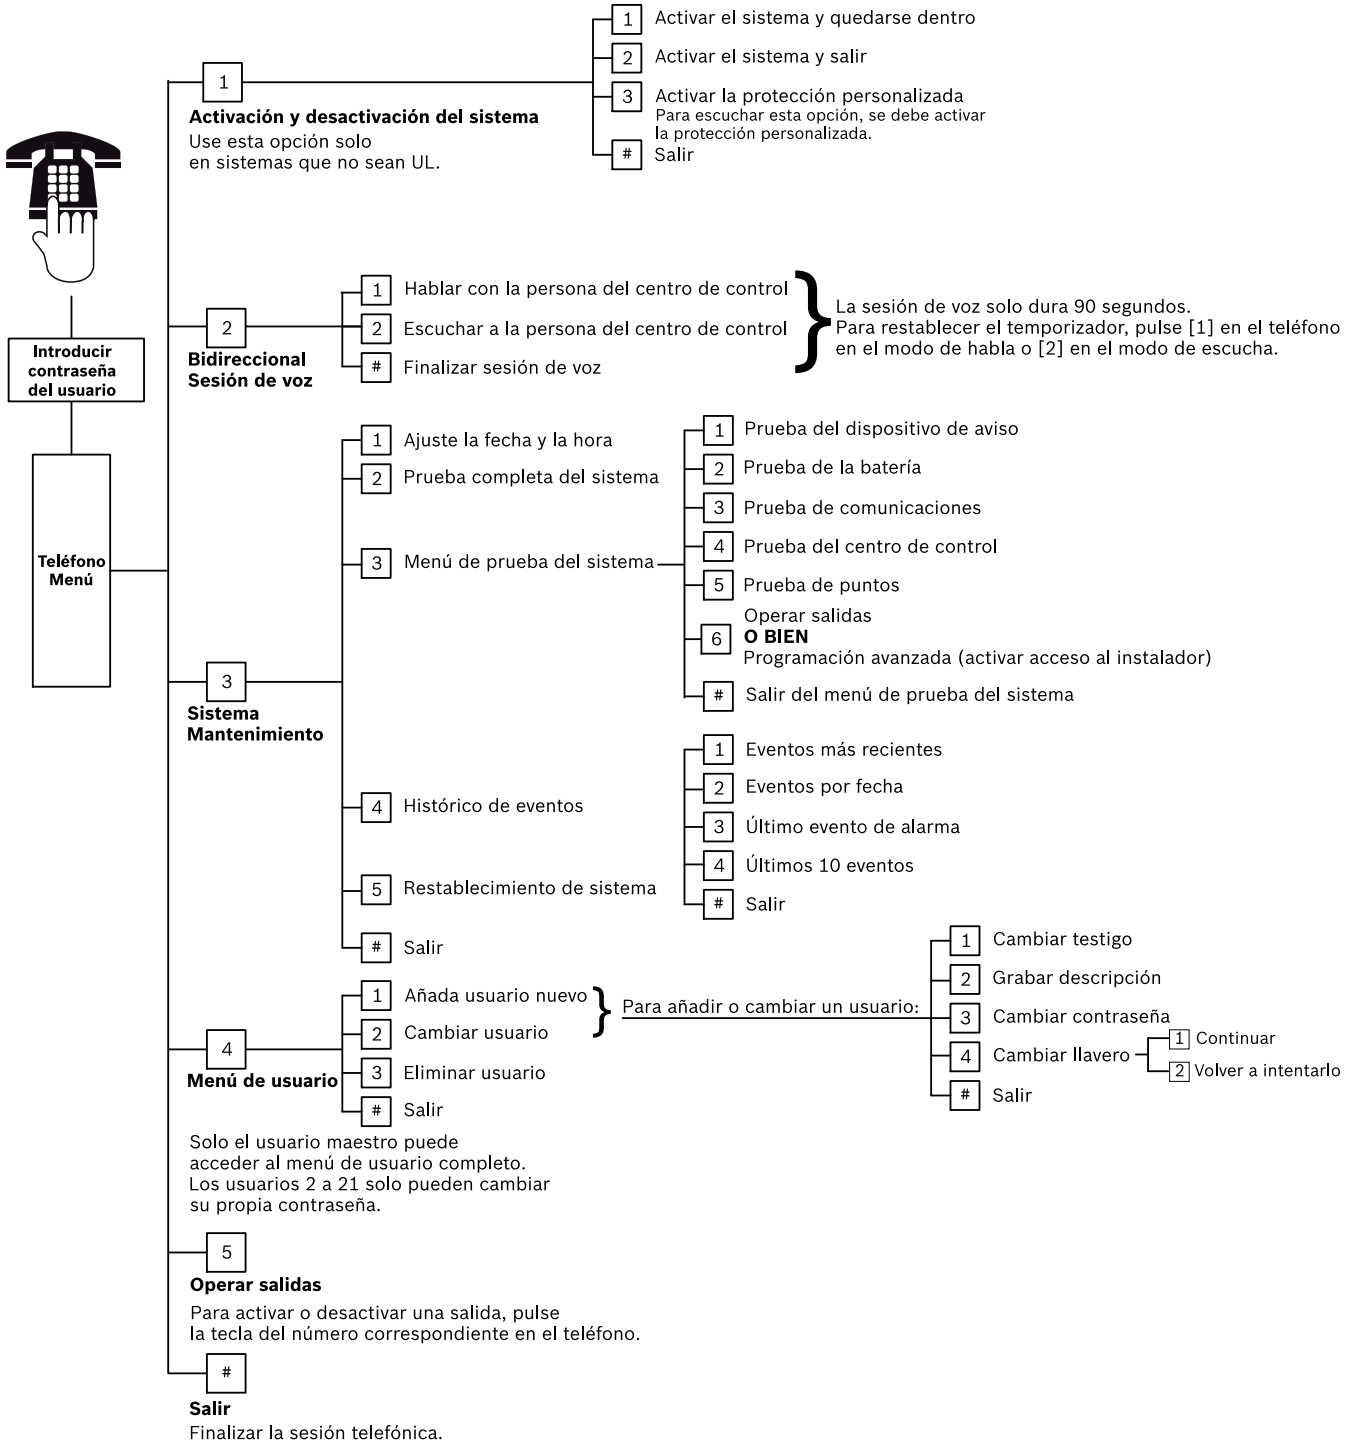 1 Activar el sistema y quedarse dentro
2 Activar el sistema y salir
3 Activar la protección personalizada
Para escuchar esta opción, se debe activar
la protección personalizada.
# Salir
1
Activación y desactivación del sistema
Use esta opción solo
en sistemas que no sean UL.
1 Hablar con la persona del centro de control
2 Escuchar a la persona del centro de control
# Finalizar sesión de voz
La sesión de voz solo dura 90 segundos.
Para restablecer el temporizador, pulse [1] en el teléfono
en el modo de habla o [2] en el modo de escucha.
2
Bidireccional
Sesión de voz
Introducir
contraseña
del usuario
Teléfono
Menú
1 Ajuste la fecha y la hora
2 Prueba completa del sistema
3 Menú de prueba del sistema
1 Prueba del dispositivo de aviso
2 Prueba de la batería
3 Prueba de comunicaciones
4 Prueba del centro de control
5 Prueba de puntos
Operar salidas
6 O BIEN
Programación avanzada (activar acceso al instalador)
# Salir del menú de prueba del sistema
3
Sistema
Mantenimiento
4 Histórico de eventos
1 Eventos más recientes
2 Eventos por fecha
3 Último evento de alarma
4 Últimos 10 eventos
# Salir
5 Restablecimiento de sistema
# Salir
1 Añada usuario nuevo
2 Cambiar usuario
3 Eliminar usuario
# Salir
Para añadir o cambiar un usuario:
1 Cambiar testigo
2 Grabar descripción
3 Cambiar contraseña
4 Cambiar llavero
1 Continuar
2 Volver a intentarlo
# Salir
4
Menú de usuario
Solo el usuario maestro puede
acceder al menú de usuario completo.
Los usuarios 2 a 21 solo pueden cambiar
su propia contraseña.
5
Operar salidas
Para activar o desactivar una salida, pulse
la tecla del número correspondiente en el teléfono.
#
Salir
Finalizar la sesión telefónica.